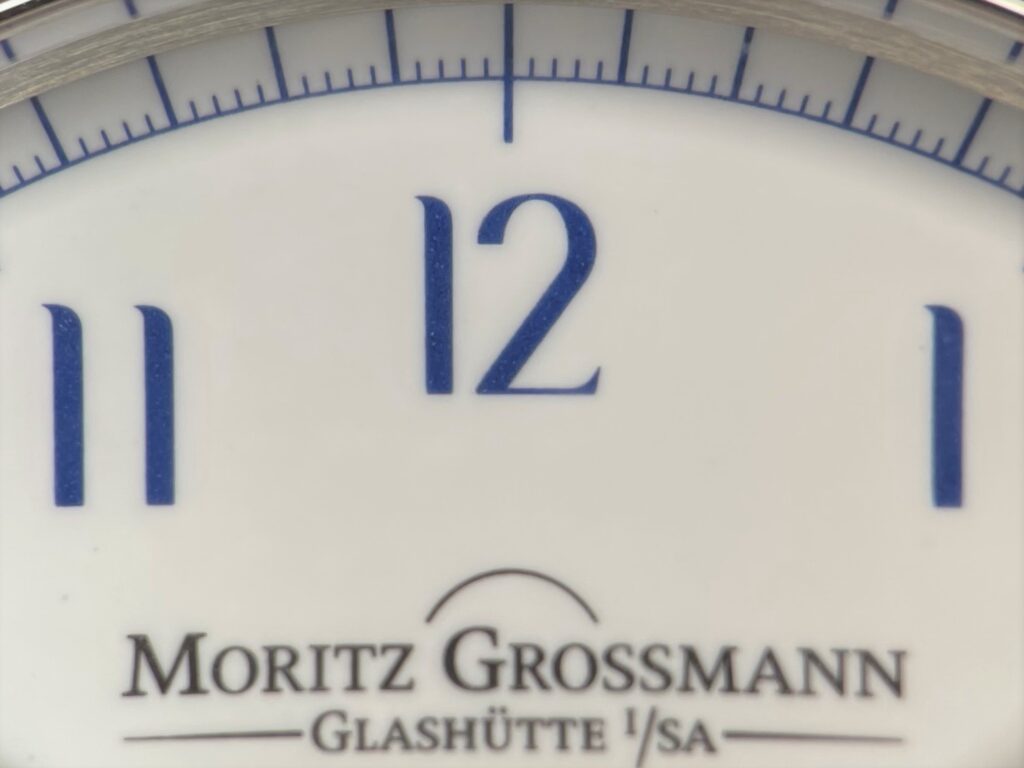 12
11 1
MORITZ GROSSMANN
GLASHÜTTE I/SA